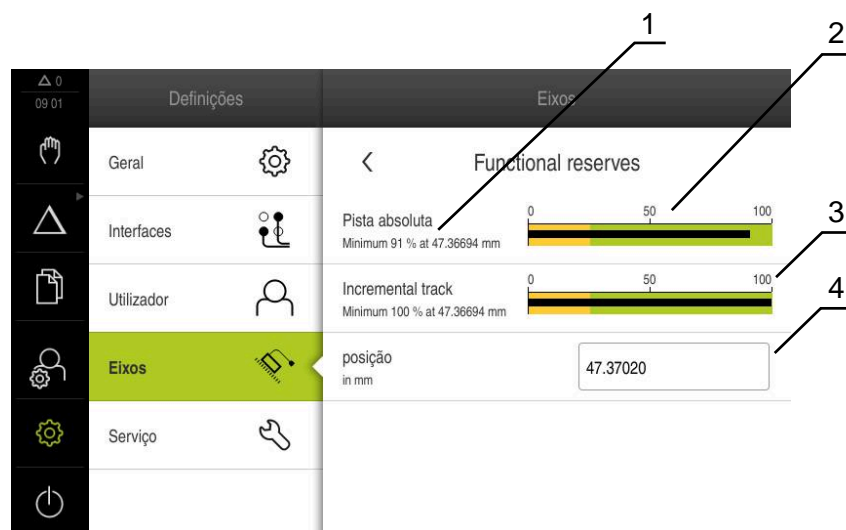 1
2
△ 0
09 01
Definições
Eixos
Geral
Functional reserves
Interfaces
Pista absoluta
Minimum 91 % at 47.36694 mm
0 50 100
3
Utilizador
Incremental track
Minimum 100 % at 47.36694 mm
0 50 100
4
Eixos
posição
in mm
47.37020
Serviço